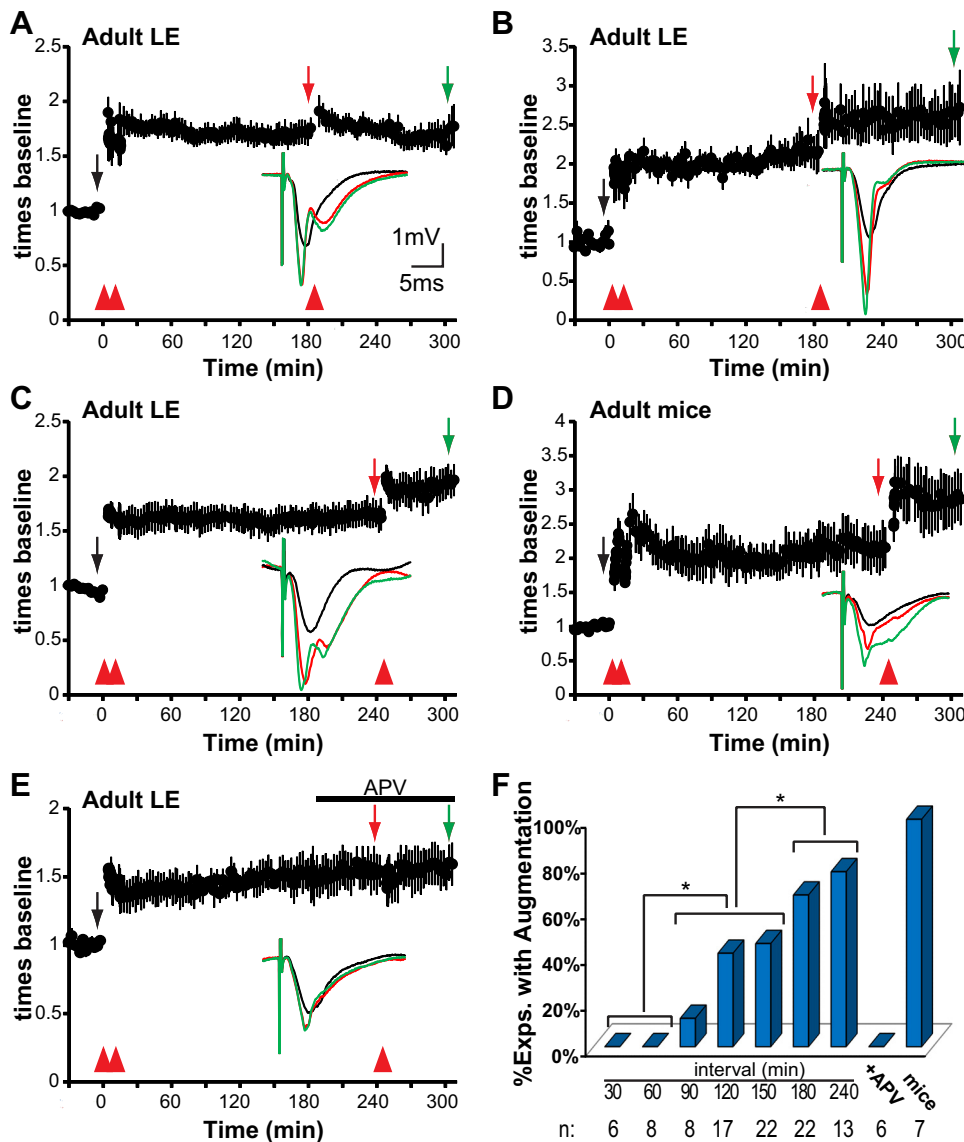 A
Adult LE
2.5
2
1.5
1
0.5
0
times baseline
1mV
5ms
0 60 120 180 240 300
Time (min)
B
Adult LE
3.5
3
2.5
2
1.5
1
0.5
0
times baseline
0 60 120 180 240 300
Time (min)
C
Adult LE
2.5
2
1.5
1
0.5
0
times baseline
0 60 120 180 240 300
Time (min)
D
Adult mice
4
3.5
3
2.5
2
1.5
1
0.5
0
times baseline
0 60 120 180 240 300
Time (min)
E
Adult LE
APV
2
1.5
1
0.5
0
times baseline
0 60 120 180 240 300
Time (min)
F
%Exps. with Augmentation
100%
80%
60%
40%
20%
0%
*
*
interval (min)
30 60 90 120 150 180 240 +APV mice
n: 6 8 8 17 22 22 13 6 7